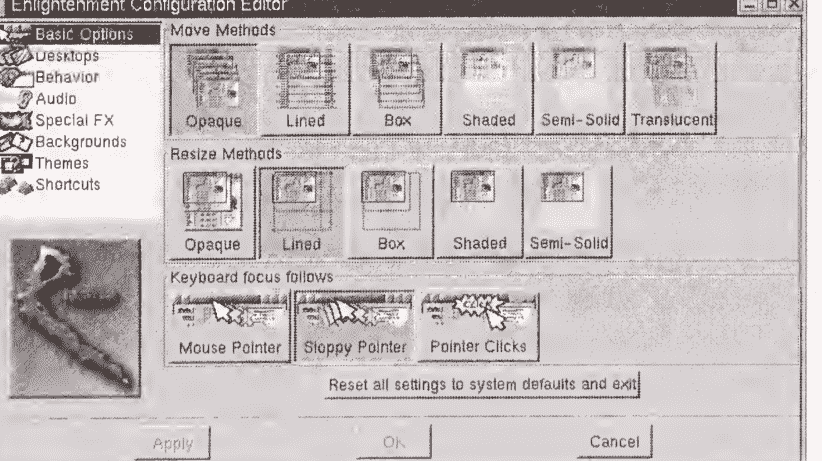 Enlightenment Configuration Editor
Basic Options
Desktops
Behavior
Audio
Special FX
Backgrounds
Themes
Shortcuts
Move Methods
Opaque Lined Box Shaded Semi-Solid Translucent
Resize Methods
Opaque Lined Box Shaded Semi-Solid
Keyboard focus follows
CLICK
Mouse Pointer Sloppy Pointer Pointer Clicks
Reset all settings to system defaults and exit
Apply OK Cancel